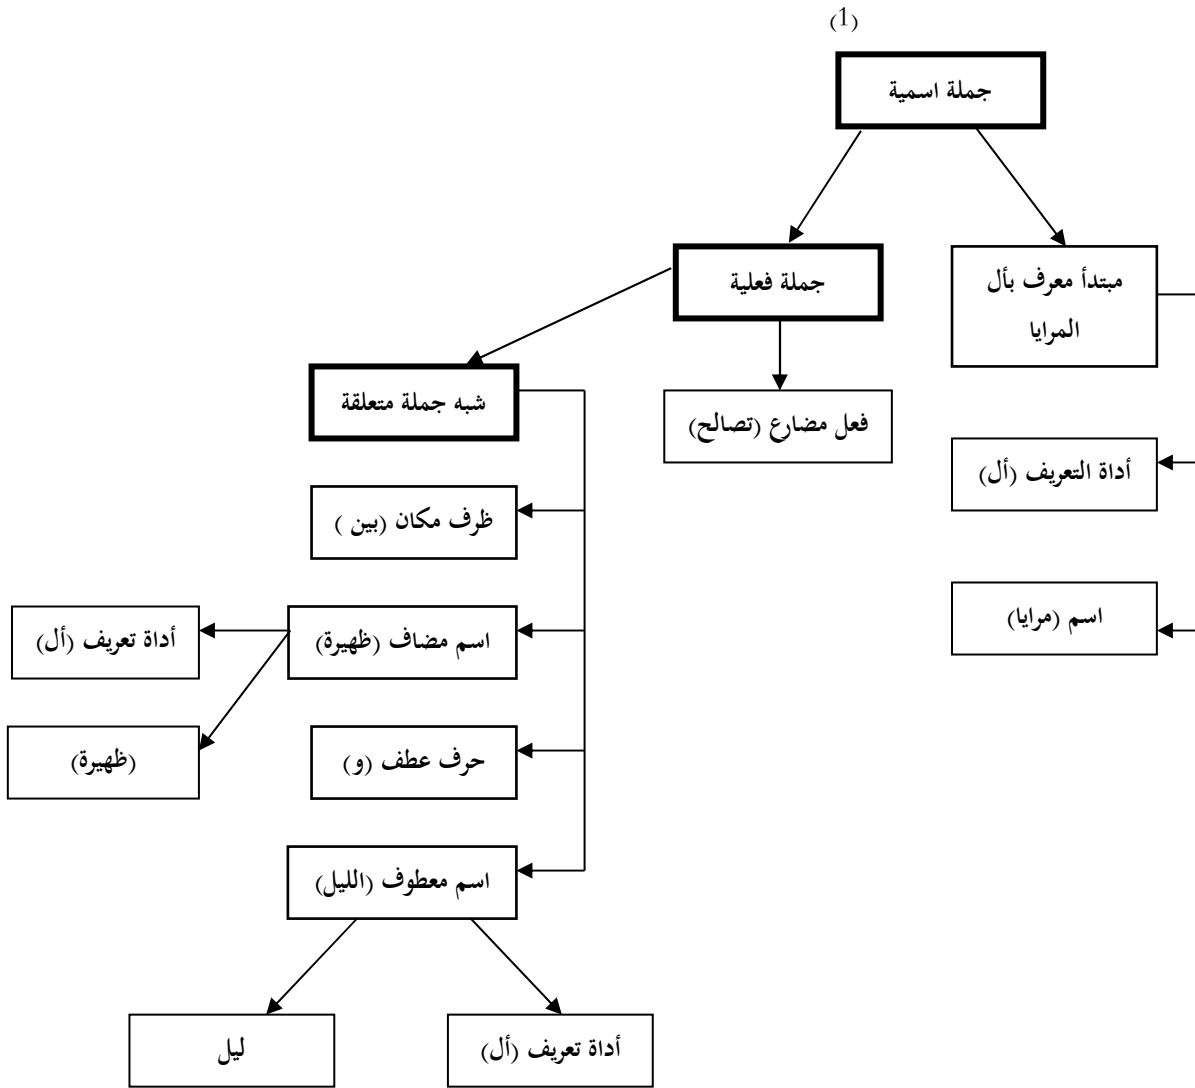 (1)
جملة اسمية
مبتدأ معرف بأل
المرايا
جملة فعلية
شبه جملة متعلقة
فعل مضارع (تصالح)
أداة التعريف (أل)
ظرف مكان (بين )
اسم (مرايا)
اسم مضاف (ظهيرة)
أداة تعريف (أل)
حرف عطف (و)
(ظهيرة)
اسم معطوف (الليل)
أداة تعريف (أل)
ليل